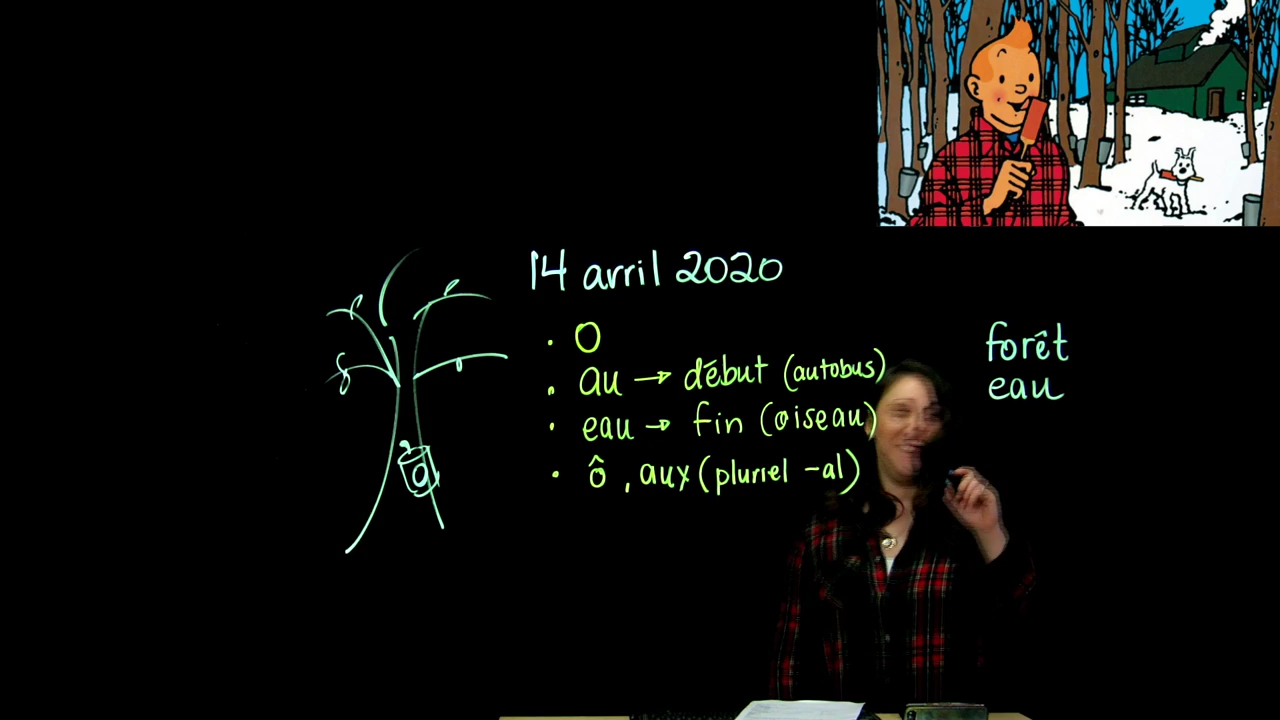 14 avril 2020
· O
· au → début (autobus)
· eau → fin (oiseau)
· ô, aux (pluriel -al)
forêt
eau